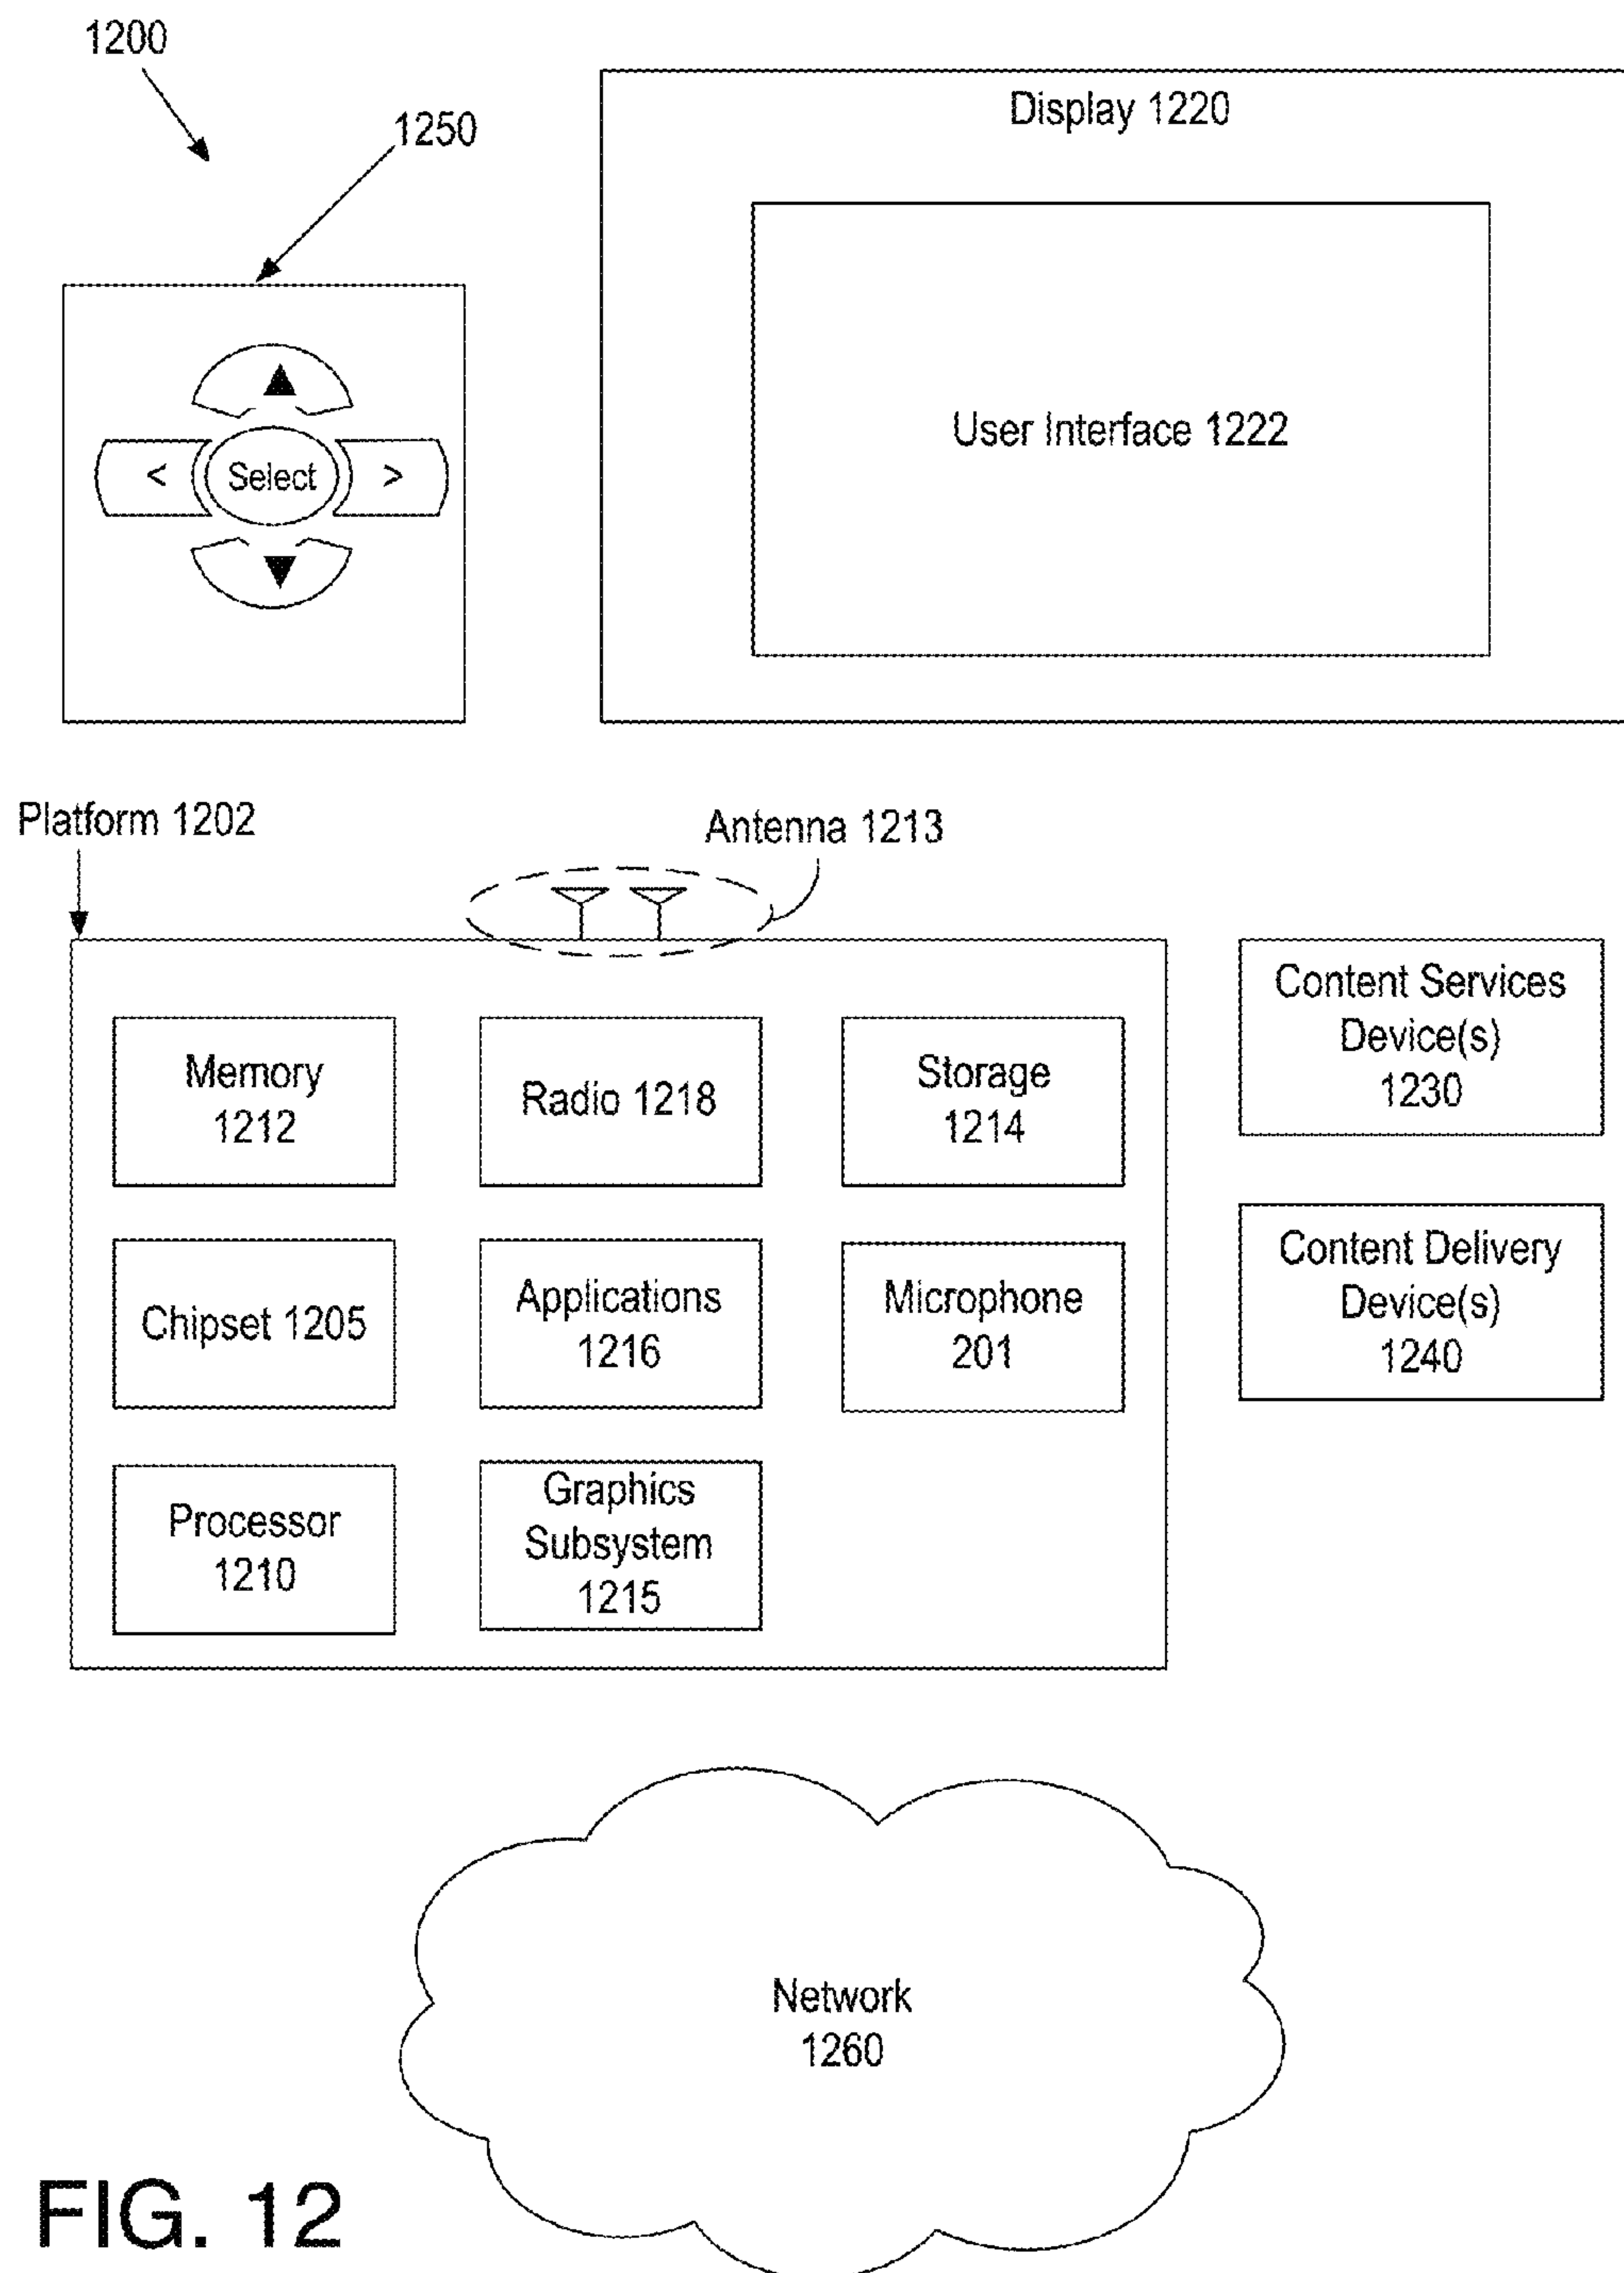 1200
1250
Display 1220
User Interface 1222
<
Select
>
Platform 1202
Antenna 1213
Memory
1212
Radio 1218
Storage
1214
Content Services
Device(s)
1230
Chipset 1205
Applications
1216
Microphone
201
Content Delivery
Device(s)
1240
Processor
1210
Graphics
Subsystem
1215
Network
1260
FIG. 12